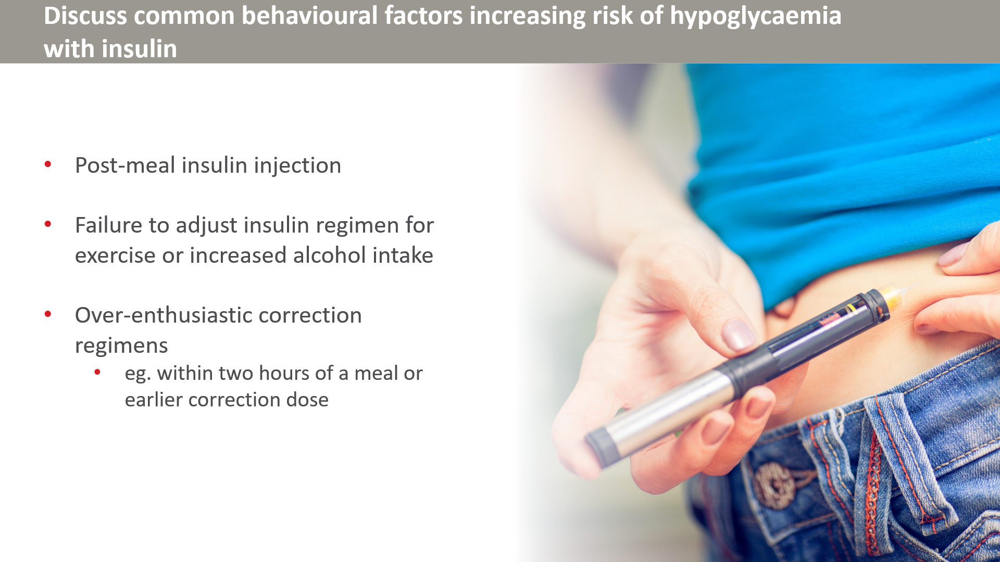 Discuss common behavioural factors increasing risk of hypoglycaemia
with insulin
• Post-meal insulin injection
• Failure to adjust insulin regimen for
exercise or increased alcohol intake
• Over-enthusiastic correction
regimens
• eg. within two hours of a meal or
earlier correction dose